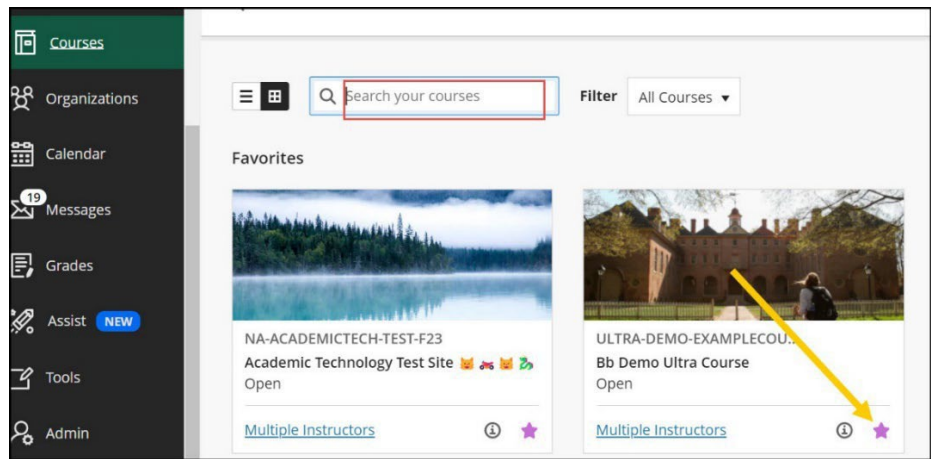 Courses
Organizations
Calendar
19
Messages
Grades
Assist NEW
Tools
Admin
Search your courses
Filter All Courses
Favorites
NA-ACADEMICTECH-TEST-F23
Academic Technology Test Site 😺 🏍️ 😺 🐉
Open
Multiple Instructors
ULTRA-DEMO-EXAMPLECOU...
Bb Demo Ultra Course
Open
Multiple Instructors